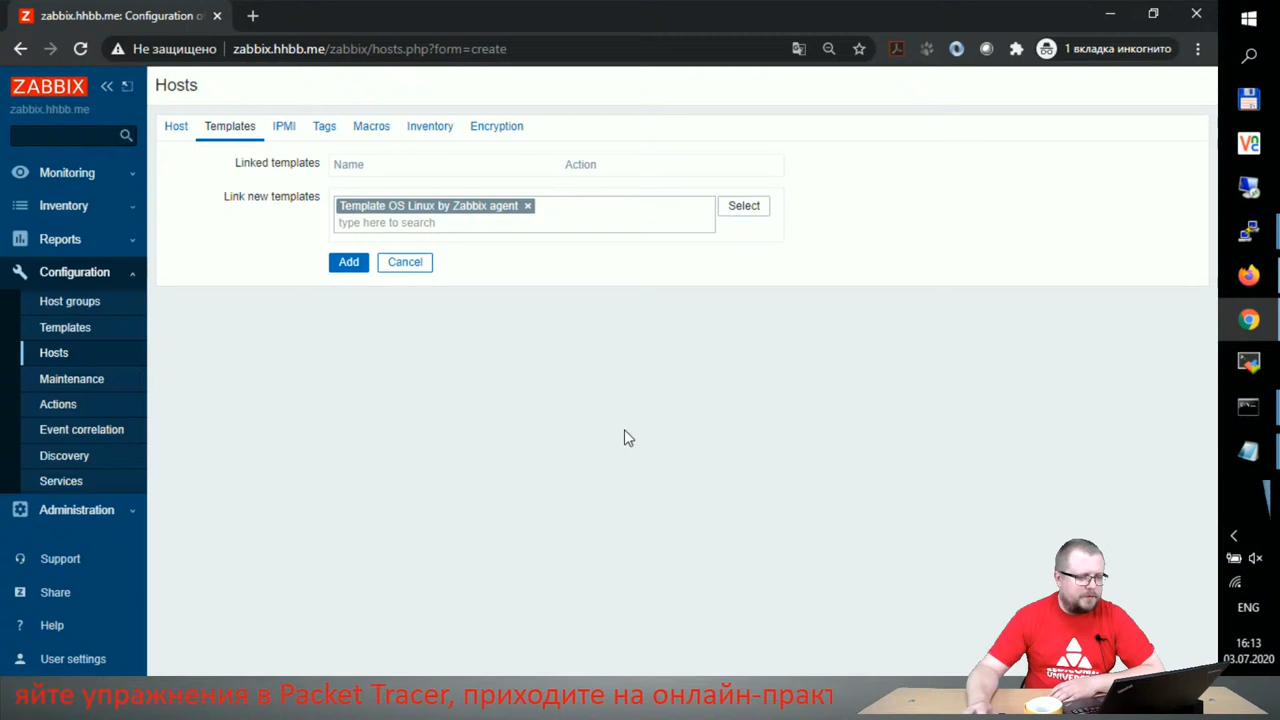 zabbix.hhbb.me: Configuration o
Не защищено
zabbix.hhbb.me/zabbix/hosts.php?form=create
1 вкладка инкогнито
ZABBIX
zabbix.hhbb.me
Monitoring
Inventory
Reports
Configuration
Host groups
Templates
Hosts
Maintenance
Actions
Event correlation
Discovery
Services
Administration
Support
Share
Help
User settings
Hosts
Host Templates IPMI Tags Macros Inventory Encryption
Linked templates Name Action
Link new templates
Template OS Linux by Zabbix agent
type here to search
Select
Add Cancel
ENG
16:13
03.07.2020
UNIVERSITY
яйте упражнения в Packet Tracer, приходите на онлайн-практ